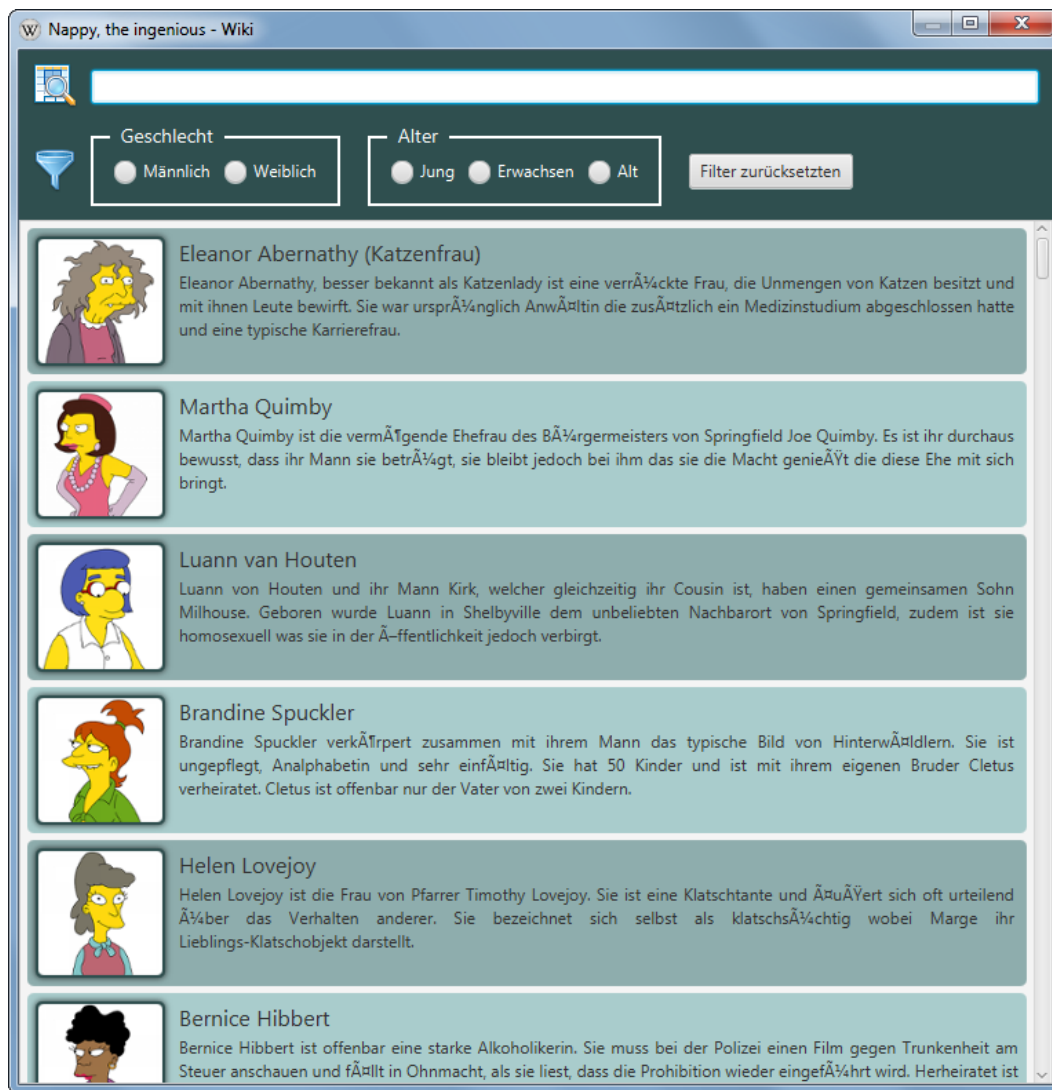 Nappy, the ingenious - Wiki
Geschlecht
Männlich Weiblich
Alter
Jung Erwachsen Alt
Filter zurücksetzten
Eleanor Abernathy (Katzenfrau)
Eleanor Abernathy, besser bekannt als Katzenlady ist eine verrÃ¼ckte Frau, die Unmengen von Katzen besitzt und
mit ihnen Leute bewirft. Sie war ursprÃ¼nglich AnwÃ¤ltin die zusÃ¤tzlich ein Medizinstudium abgeschlossen hatte
und eine typische Karrierefrau.
Martha Quimby
Martha Quimby ist die vermÃ¶gende Ehefrau des BÃ¼rgermeisters von Springfield Joe Quimby. Es ist ihr durchaus
bewusst, dass ihr Mann sie betrÃ¼gt, sie bleibt jedoch bei ihm das sie die Macht genieÃŸt die diese Ehe mit sich
bringt.
Luann van Houten
Luann von Houten und ihr Mann Kirk, welcher gleichzeitig ihr Cousin ist, haben einen gemeinsamen Sohn
Milhouse. Geboren wurde Luann in Shelbyville dem unbeliebten Nachbarort von Springfield, zudem ist sie
homosexuell was sie in der Ã–ffentlichkeit jedoch verbirgt.
Brandine Spuckler
Brandine Spuckler verkÃ¶rpert zusammen mit ihrem Mann das typische Bild von HinterwÃ¤ldlern. Sie ist
ungepflegt, Analphabetin und sehr einfÃ¤ltig. Sie hat 50 Kinder und ist mit ihrem eigenen Bruder Cletus
verheiratet. Cletus ist offenbar nur der Vater von zwei Kindern.
Helen Lovejoy
Helen Lovejoy ist die Frau von Pfarrer Timothy Lovejoy. Sie ist eine Klatschtante und Ã¤uÃŸert sich oft urteilend
Ã¼ber das Verhalten anderer. Sie bezeichnet sich selbst als klatschsÃ¼chtig wobei Marge ihr
Lieblings-Klatschobjekt darstellt.
Bernice Hibbert
Bernice Hibbert ist offenbar eine starke Alkoholikerin. Sie muss bei der Polizei einen Film gegen Trunkenheit am
Steuer anschauen und fÃ¤llt in Ohnmacht, als sie liest, dass die Prohibition wieder eingefÃ¼hrt wird. Herheiratet ist